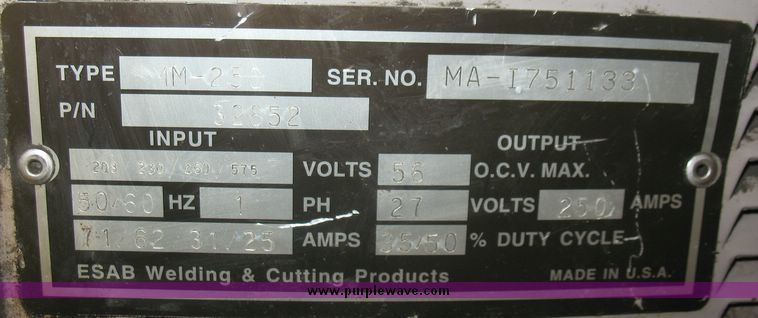 TYPE MM-250 SER. NO. MA-I751133
P/N 32652
INPUT OUTPUT
208 230/ /575 VOLTS 56 O.C.V. MAX.
50/60 HZ 1 PH 27 VOLTS 250 AMPS
71/62 31/25 AMPS 35/50 % DUTY CYCLE
ESAB Welding & Cutting Products MADE IN U.S.A.
www.purplewave.com